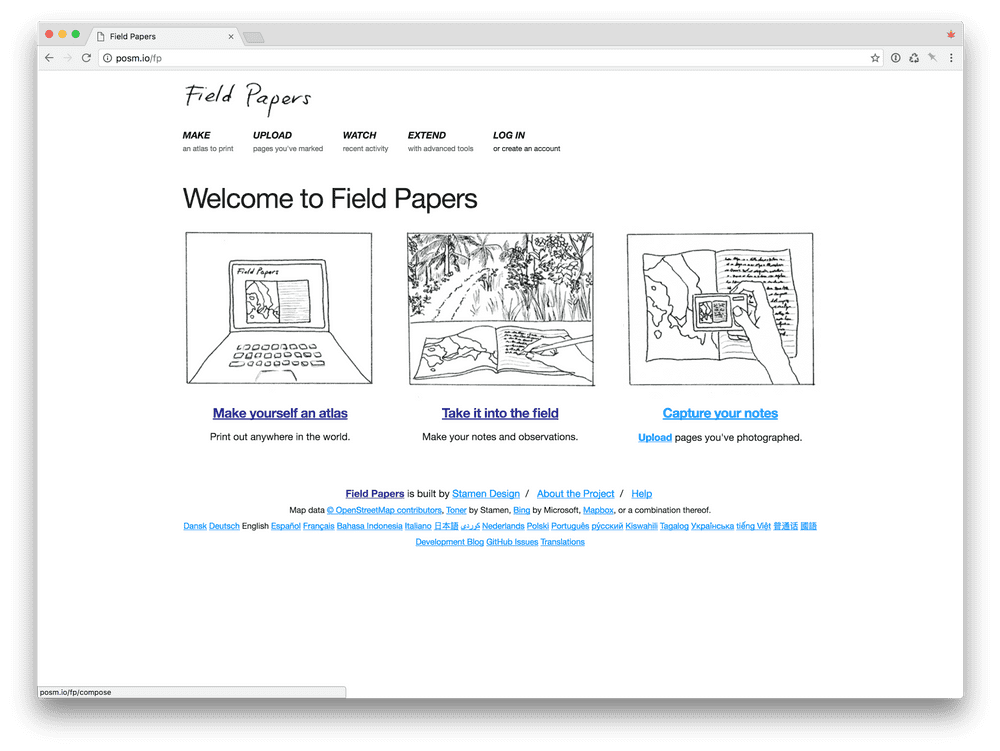 Field Papers
posm.io/fp
Field Papers
MAKE UPLOAD WATCH EXTEND LOG IN
an atlas to print pages you've marked recent activity with advanced tools or create an account
Welcome to Field Papers
Field Papers
Make yourself an atlas Take it into the field Capture your notes
Print out anywhere in the world. Make your notes and observations. Upload pages you've photographed.
Field Papers is built by Stamen Design / About the Project / Help
Map data © OpenStreetMap contributors, Toner by Stamen, Bing by Microsoft, Mapbox, or a combination thereof.
Dansk Deutsch English Español Français Bahasa Indonesia Italiano 日本語 كوردی Nederlands Polski Português ру́сский Kiswahili Tagalog Українська tiếng Việt 普通话 國語
Development Blog GitHub Issues Translations
posm.io/fp/compose